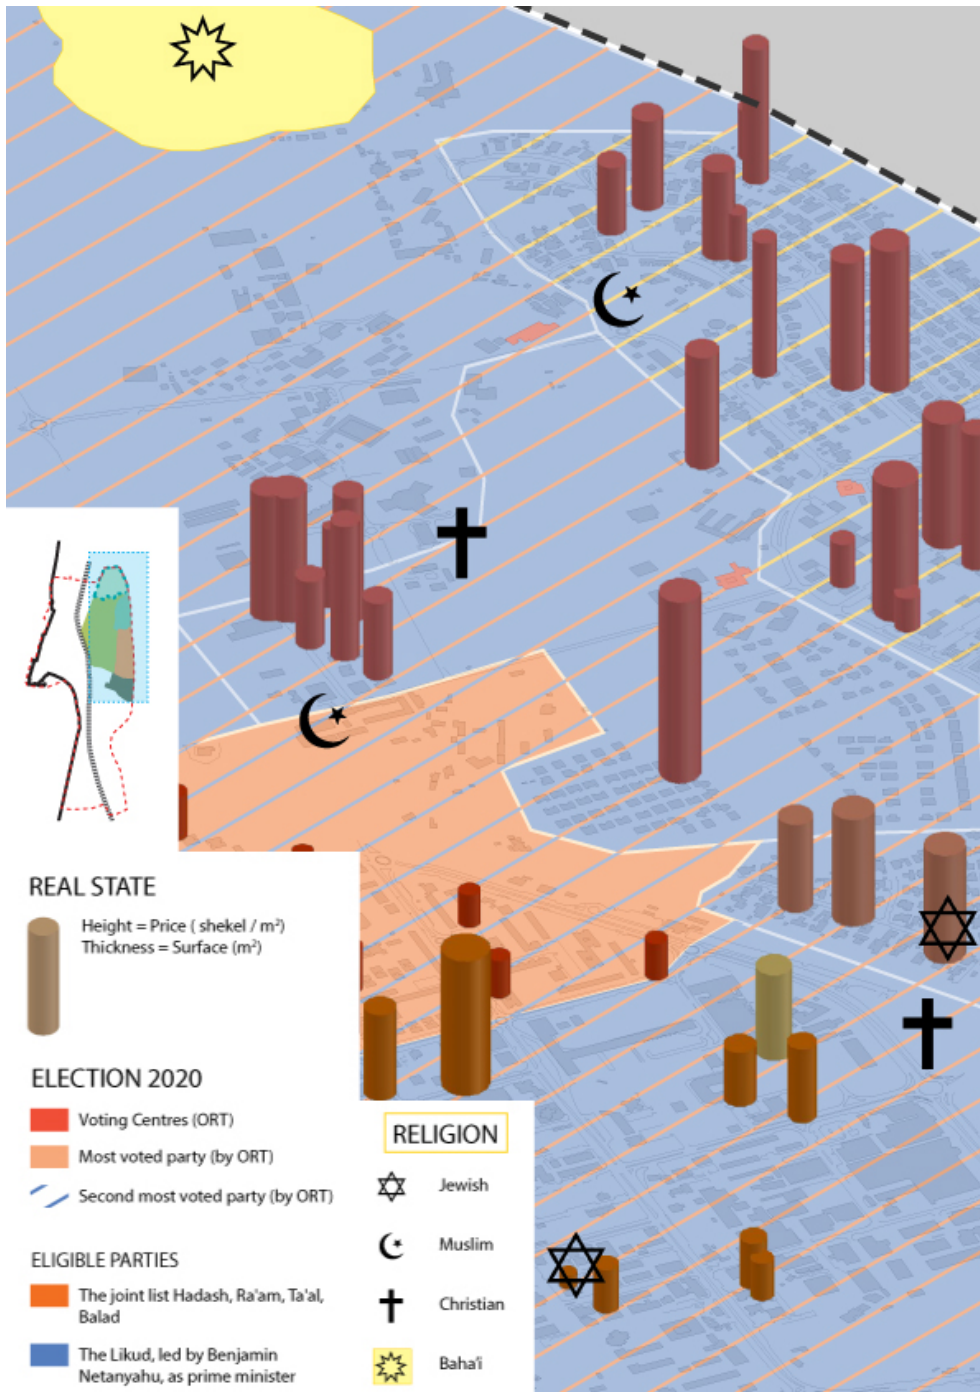 REAL STATE
Height = Price ( shekel / m²)
Thickness = Surface (m²)
ELECTION 2020
Voting Centres (ORT)
Most voted party (by ORT)
Second most voted party (by ORT)
ELIGIBLE PARTIES
The joint list Hadash, Ra'am, Ta'al,
Balad
The Likud, led by Benjamin
Netanyahu, as prime minister
RELIGION
Jewish
Muslim
Christian
Baha'i